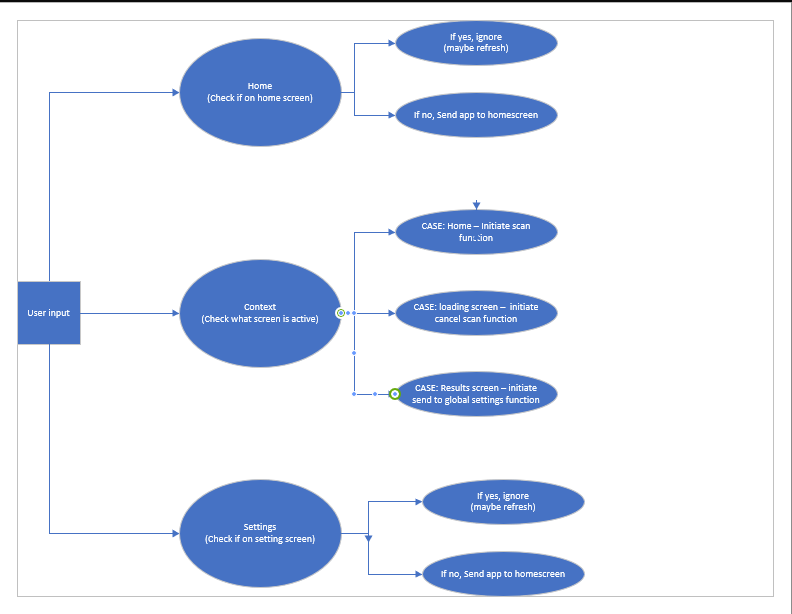 If yes, ignore
(maybe refresh)
Home
(Check if on home screen)
If no, Send app to homescreen
CASE: Home – Initiate scan
function
User input
Context
(Check what screen is active)
CASE: loading screen – initiate
cancel scan function
CASE: Results screen – initiate
send to global settings function
If yes, ignore
(maybe refresh)
Settings
(Check if on setting screen)
If no, Send app to homescreen